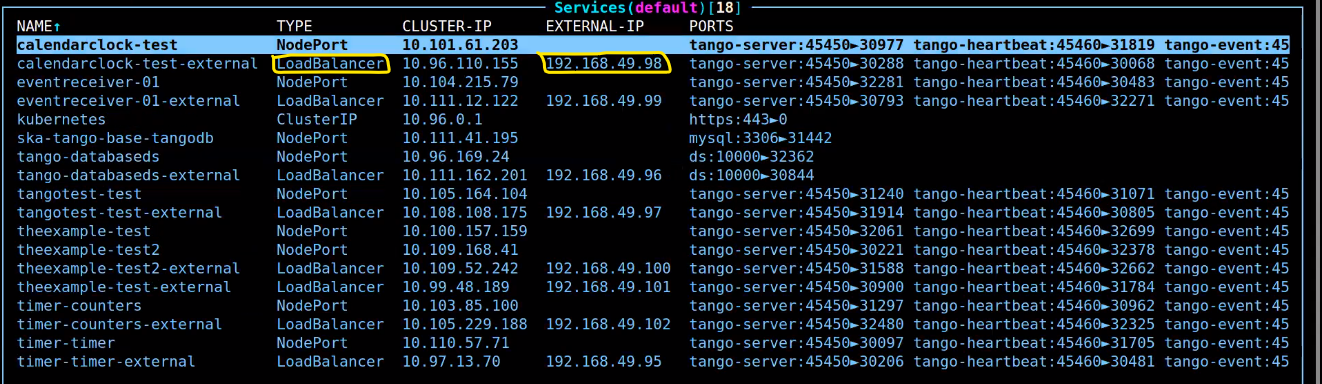 Services(default)[18]
NAME↑ TYPE CLUSTER-IP EXTERNAL-IP PORTS
calendarclock-test NodePort 10.101.61.203 tango-server:45450►30977 tango-heartbeat:45460►31819 tango-event:45
calendarclock-test-external LoadBalancer 10.96.110.155 192.168.49.98 tango-server:45450►30288 tango-heartbeat:45460►30068 tango-event:45
eventreceiver-01 NodePort 10.104.215.79 tango-server:45450►32281 tango-heartbeat:45460►30483 tango-event:45
eventreceiver-01-external LoadBalancer 10.111.12.122 192.168.49.99 tango-server:45450►30793 tango-heartbeat:45460►32271 tango-event:45
kubernetes ClusterIP 10.96.0.1 https:443►0
ska-tango-base-tangodb NodePort 10.111.41.195 mysql:3306►31442
tango-databaseds NodePort 10.96.169.24 ds:10000►32362
tango-databaseds-external LoadBalancer 10.111.162.201 192.168.49.96 ds:10000►30844
tangotest-test NodePort 10.105.164.104 tango-server:45450►31240 tango-heartbeat:45460►31071 tango-event:45
tangotest-test-external LoadBalancer 10.108.108.175 192.168.49.97 tango-server:45450►31914 tango-heartbeat:45460►30805 tango-event:45
theexample-test NodePort 10.100.157.159 tango-server:45450►32061 tango-heartbeat:45460►32699 tango-event:45
theexample-test2 NodePort 10.109.168.41 tango-server:45450►30221 tango-heartbeat:45460►32378 tango-event:45
theexample-test2-external LoadBalancer 10.109.52.242 192.168.49.100 tango-server:45450►31588 tango-heartbeat:45460►32662 tango-event:45
theexample-test-external LoadBalancer 10.99.48.189 192.168.49.101 tango-server:45450►30900 tango-heartbeat:45460►31784 tango-event:45
timer-counters NodePort 10.103.85.100 tango-server:45450►31297 tango-heartbeat:45460►30962 tango-event:45
timer-counters-external LoadBalancer 10.105.229.188 192.168.49.102 tango-server:45450►32480 tango-heartbeat:45460►32325 tango-event:45
timer-timer NodePort 10.110.57.71 tango-server:45450►30097 tango-heartbeat:45460►31705 tango-event:45
timer-timer-external LoadBalancer 10.97.13.70 192.168.49.95 tango-server:45450►30206 tango-heartbeat:45460►30481 tango-event:45